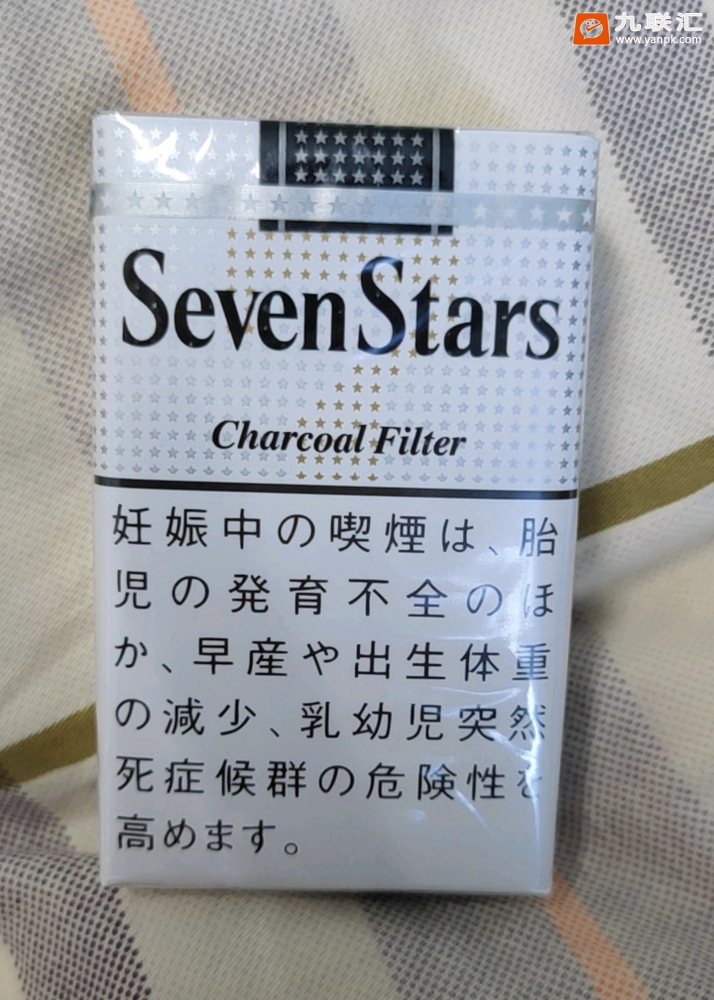 九联汇
www.yanpk.com
Seven Stars
Charcoal Filter
妊娠中の喫煙は、胎
児の発育不全のほ
か、早産や出生体重
の減少、乳幼児突然
死症候群の危険性を
高めます。